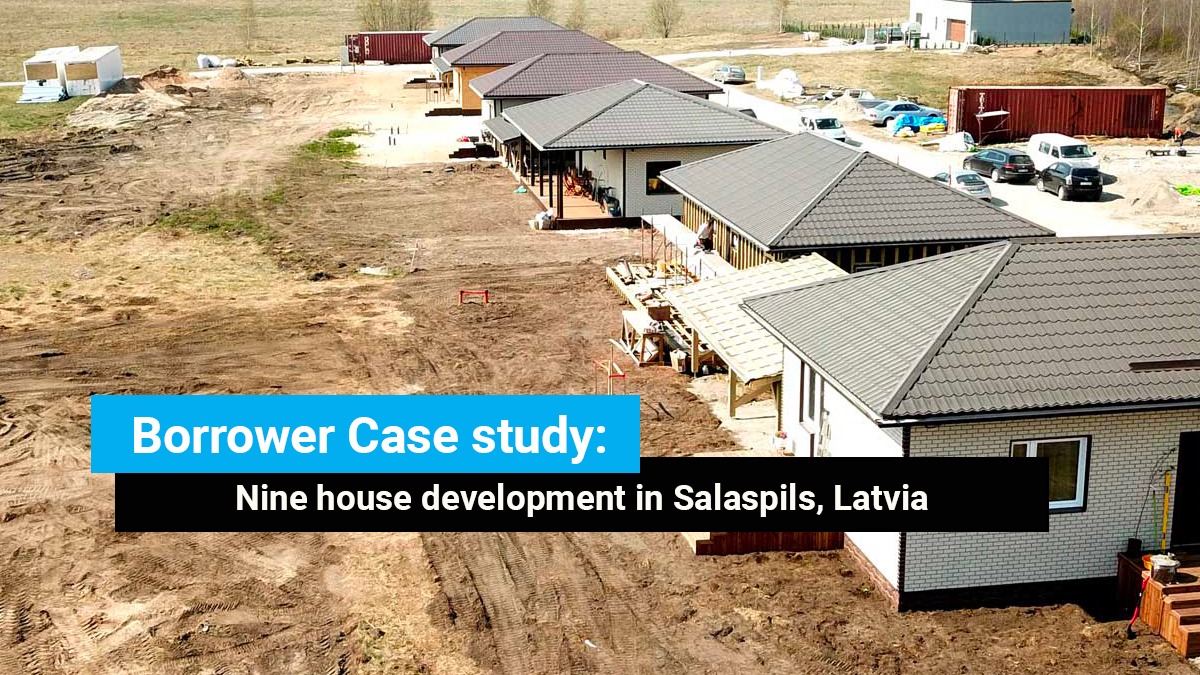 Borrower Case study:
Nine house development in Salaspils, Latvia